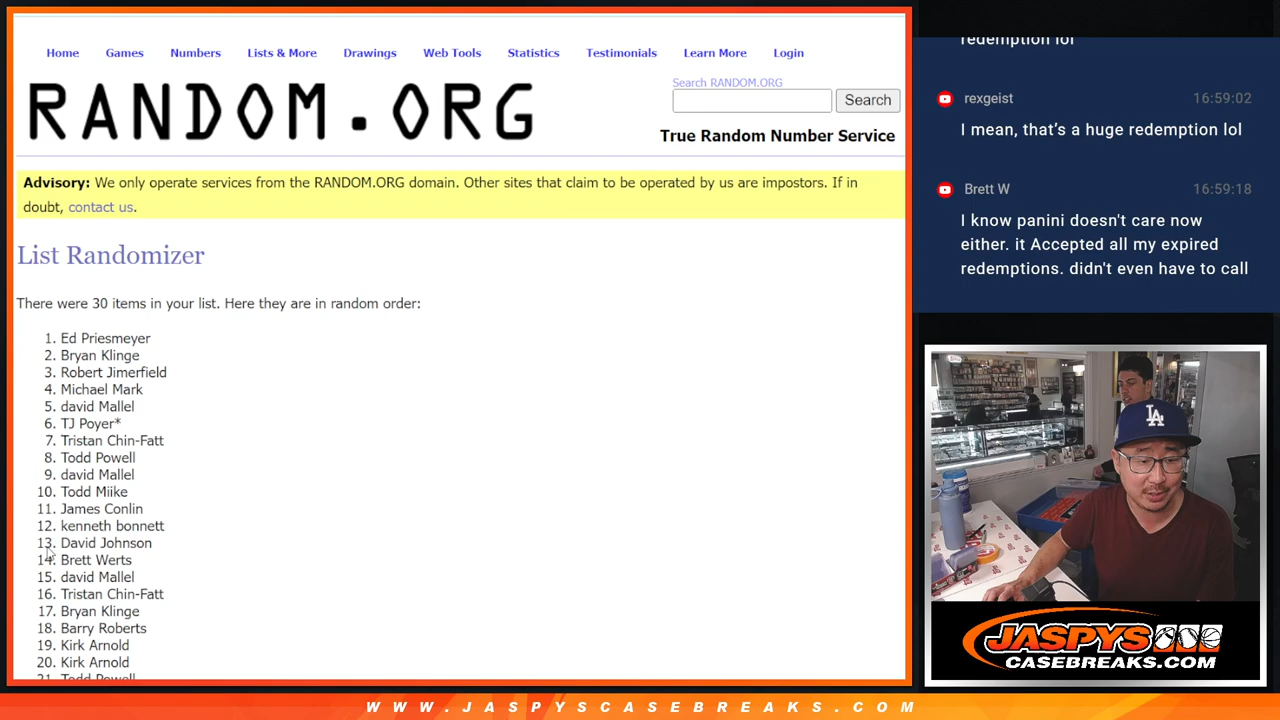 Home Games Numbers Lists & More Drawings Web Tools Statistics Testimonials Learn More Login
RANDOM.ORG
Search RANDOM.ORG
Search
True Random Number Service
Advisory: We only operate services from the RANDOM.ORG domain. Other sites that claim to be operated by us are impostors. If in
doubt, contact us.
List Randomizer
There were 30 items in your list. Here they are in random order:
1. Ed Priesmeyer
2. Bryan Klinge
3. Robert Jimerfield
4. Michael Mark
5. david Mallel
6. TJ Poyer*
7. Tristan Chin-Fatt
8. Todd Powell
9. david Mallel
10. Todd Miike
11. James Conlin
12. kenneth bonnett
13. David Johnson
14. Brett Werts
15. david Mallel
16. Tristan Chin-Fatt
17. Bryan Klinge
18. Barry Roberts
19. Kirk Arnold
20. Kirk Arnold
21. Todd Powell
redemption lol
rexgeist 16:59:02
I mean, that's a huge redemption lol
Brett W 16:59:18
I know panini doesn't care now
either. it Accepted all my expired
redemptions. didn't even have to call
LA
JASPYS
CASEBREAKS.COM
WWW.JASPYSCASEBREAKS.COM